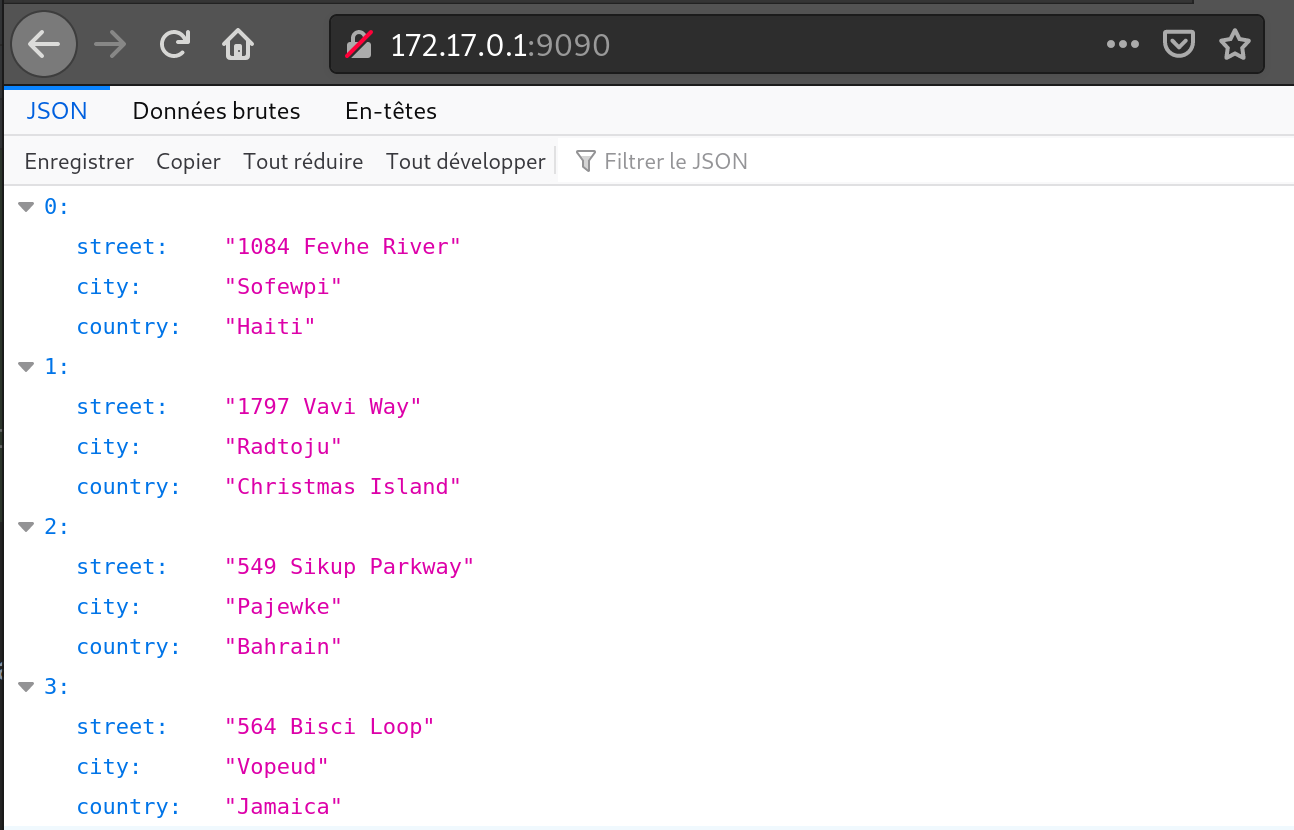 172.17.0.1:9090
JSON Données brutes En-têtes
Enregistrer Copier Tout réduire Tout développer Filtrer le JSON
0:
street: "1084 Fevhe River"
city: "Sofewpi"
country: "Haiti"
1:
street: "1797 Vavi Way"
city: "Radtoju"
country: "Christmas Island"
2:
street: "549 Sikup Parkway"
city: "Pajewke"
country: "Bahrain"
3:
street: "564 Bisci Loop"
city: "Vopeud"
country: "Jamaica"